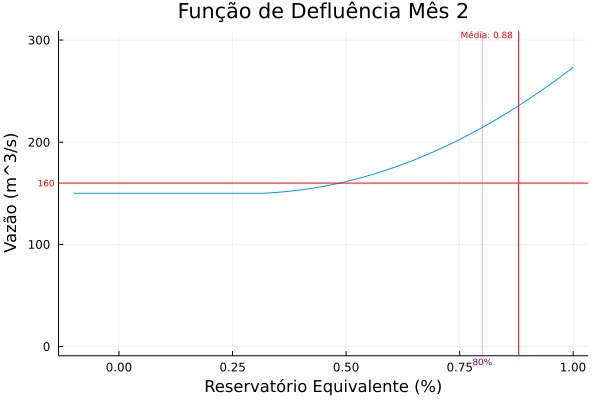 Função de Defluência Mês 2
Média: 0.88
Vazão (m^3/s)
300
200
160
100
0
0.00
0.25
0.50
0.75
80%
1.00
Reservatório Equivalente (%)